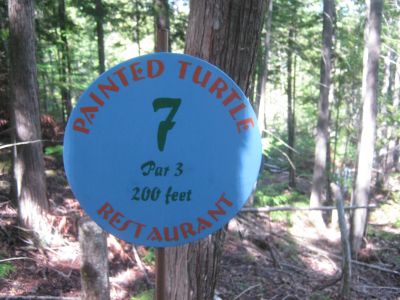 PAINTED TURTLE
7
Par 3
200 feet
RESTAURANT